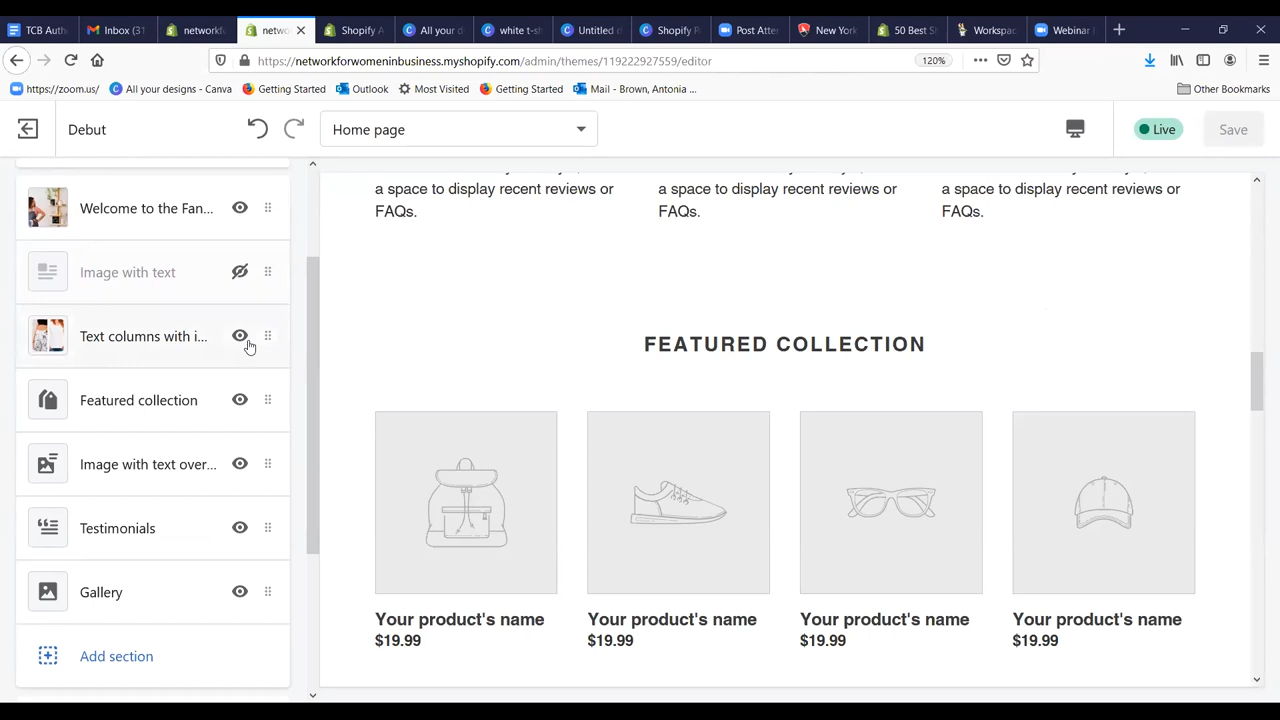 TCB Auth
Inbox (31
networkf
netwo
Shopify A
All your d
white t-sh
Untitled d
Shopify P
Post Atter
New York
50 Best S
Workspac
Webinar
https://networkforwomeninbusiness.myshopify.com/admin/themes/119222927559/editor
120%
https://zoom.us/
All your designs - Canva
Getting Started
Outlook
Most Visited
Getting Started
Mail - Brown, Antonia ...
Other Bookmarks
Debut
Home page
Live
Save
Welcome to the Fan...
Image with text
Text columns with i...
Featured collection
Image with text over...
Testimonials
Gallery
Add section
a space to display recent reviews or
FAQs.
a space to display recent reviews or
FAQs.
a space to display recent reviews or
FAQs.
FEATURED COLLECTION
Your product's name
$19.99
Your product's name
$19.99
Your product's name
$19.99
Your product's name
$19.99